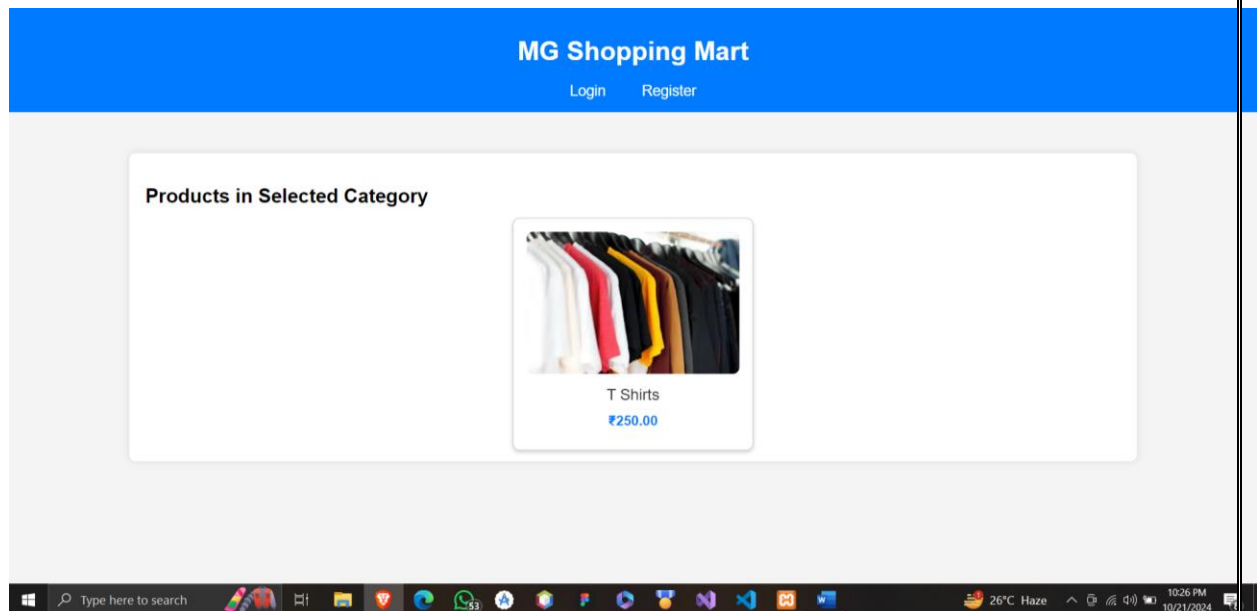 MG Shopping Mart
Login Register
Products in Selected Category
T Shirts
₹250.00
Type here to search
53
26°C Haze
10:26 PM
10/21/2024